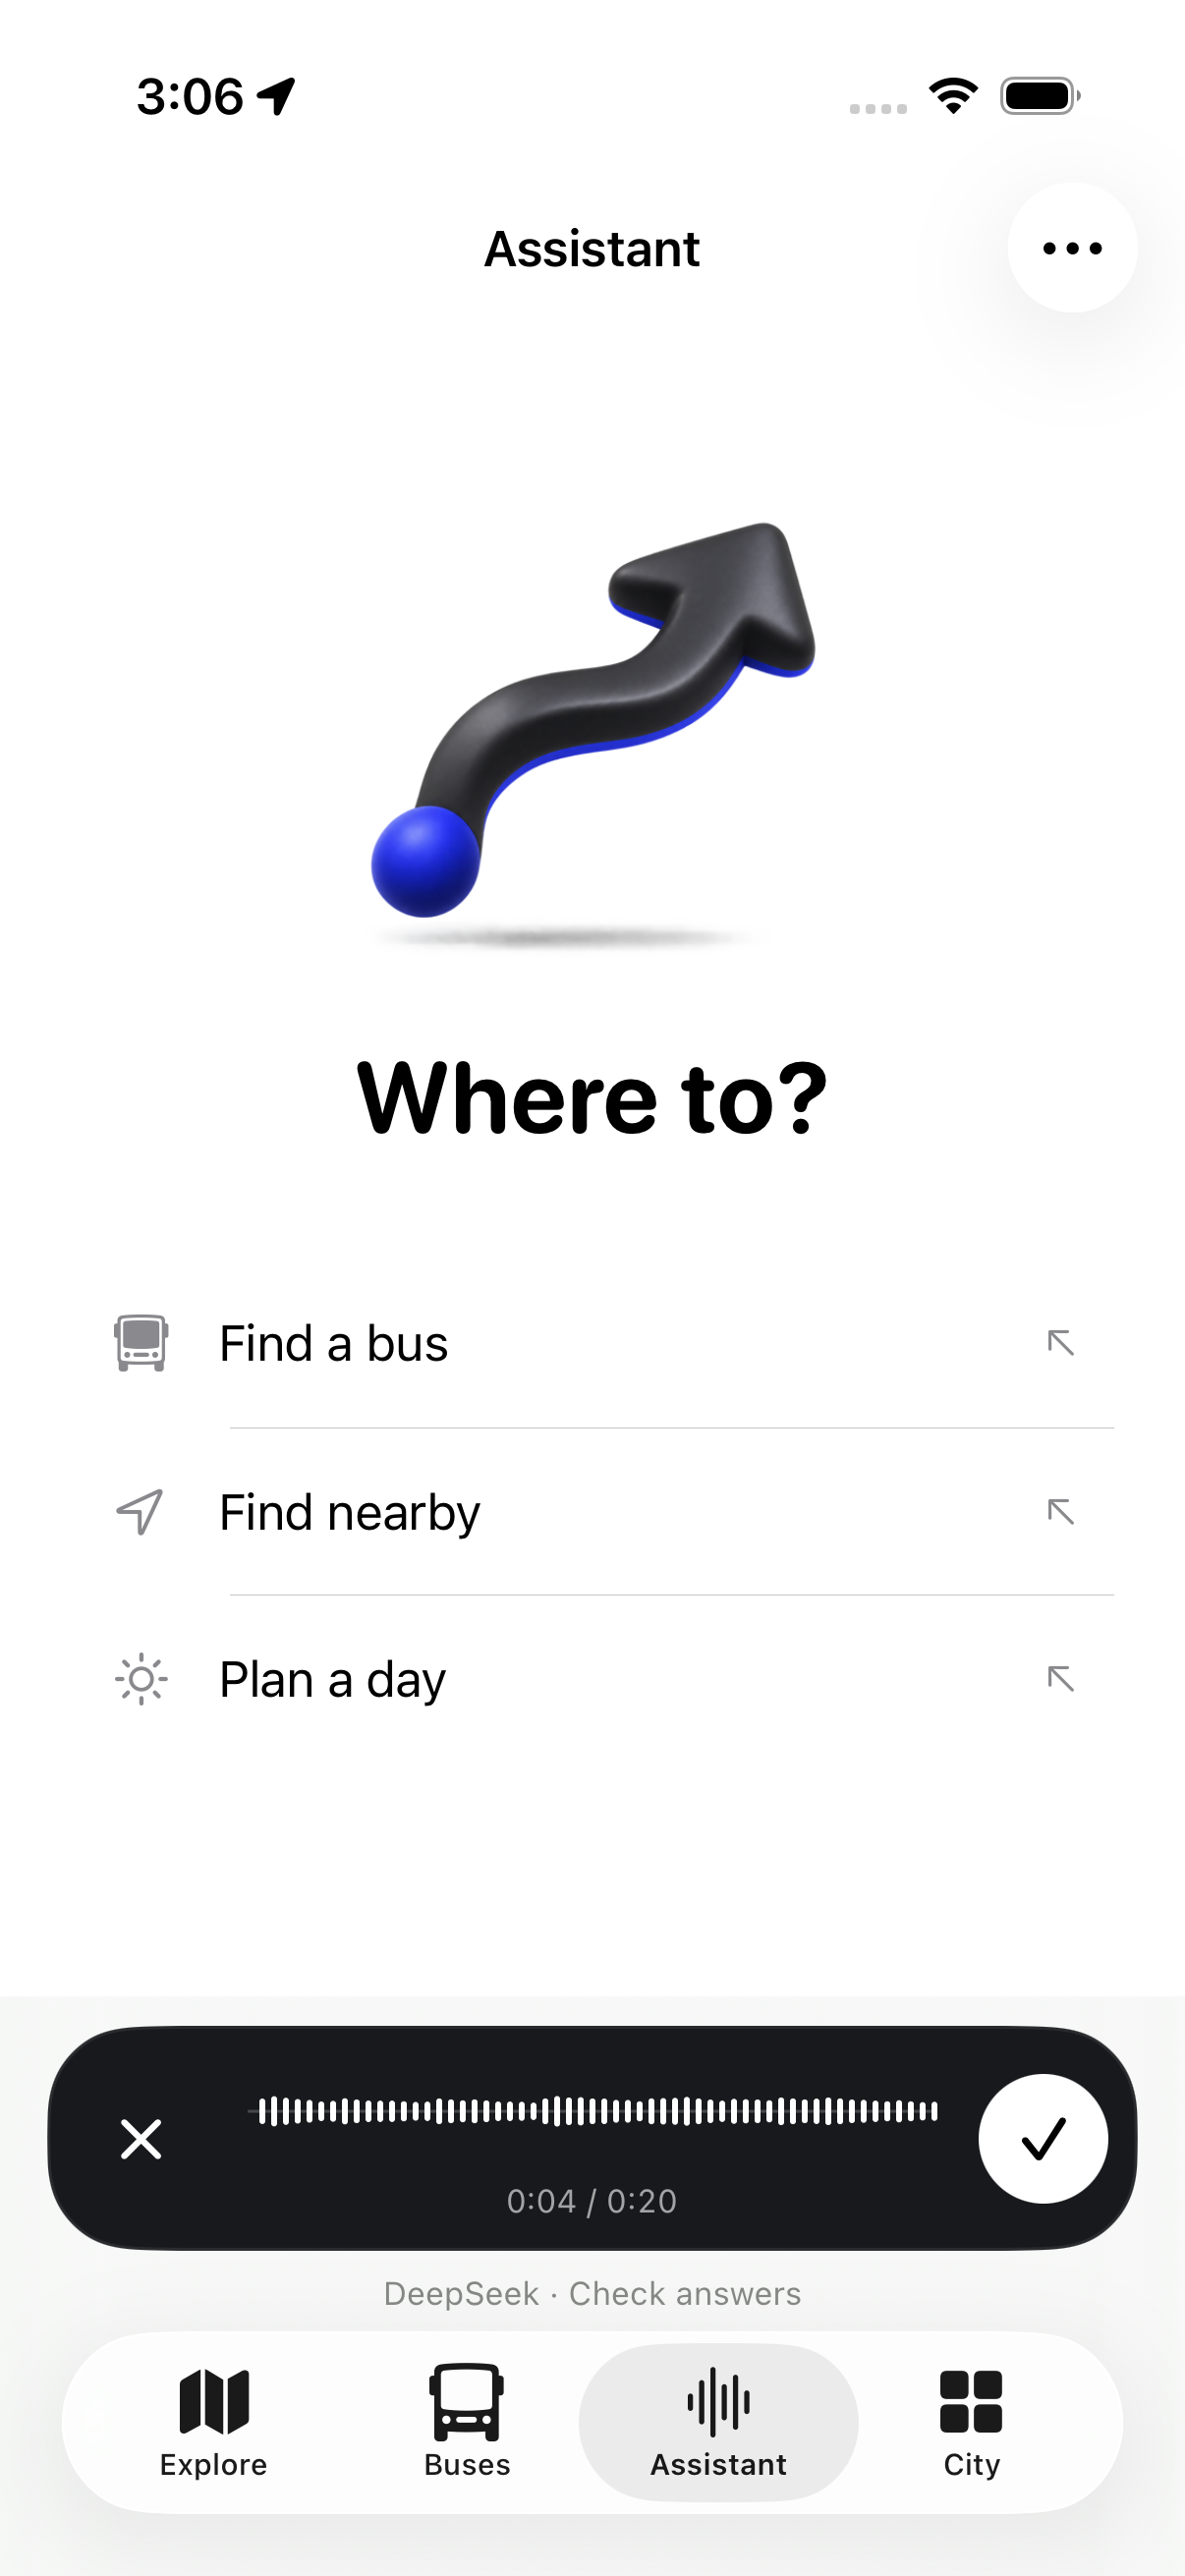 3:06
Assistant
Where to?
Find a bus
Find nearby
Plan a day
0:04 / 0:20
DeepSeek · Check answers
Explore
Buses
Assistant
City